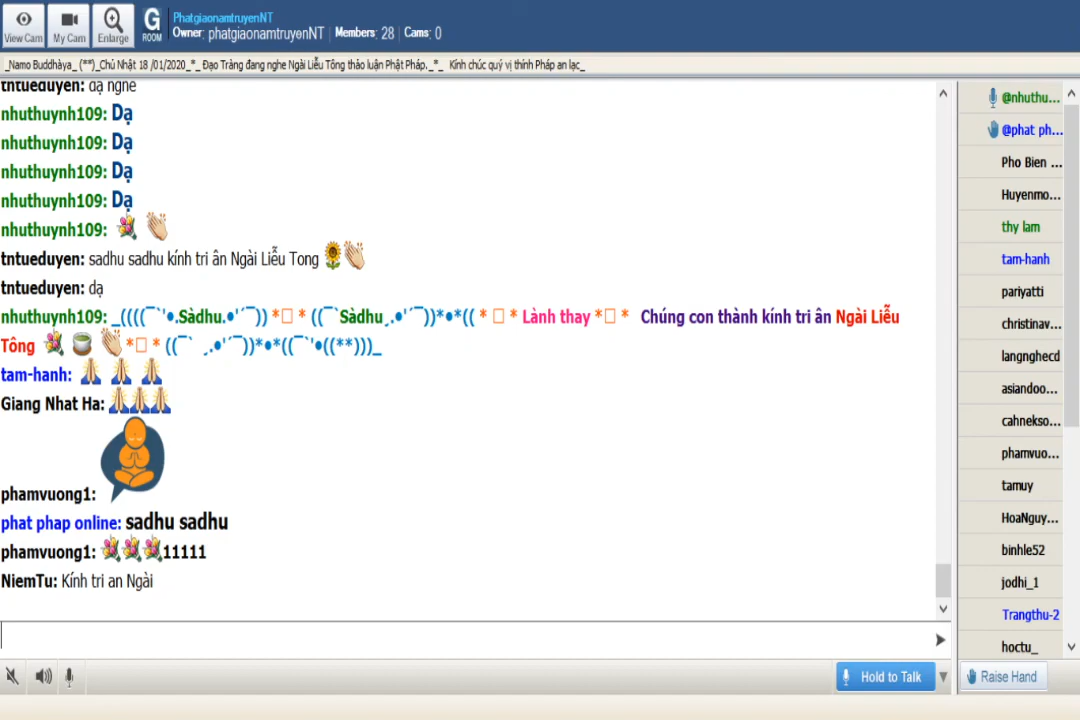 View Cam
My Cam
Enlarge
G
ROOM
PhatgiaonamtruyenNT
Owner: phatgiaonamtruyenNT | Members: 28 | Cams: 0
_Namo Buddhàya_ (**)_Chủ Nhật 18 /01/2020_*_ Đạo Tràng đang nghe Ngài Liễu Tông thảo luận Phật Pháp._*_ Kính chúc quý vị thính Pháp an lạc_
tntueduyen: dạ nghe
nhuthuynh109: Dạ
nhuthuynh109: Dạ
nhuthuynh109: Dạ
nhuthuynh109: Dạ
nhuthuynh109:
tntueduyen: sadhu sadhu kính tri ân Ngài Liễu Tong
tntueduyen: dạ
nhuthuynh109: _((((¯`'•.Sàdhu.•'´¯)) *□ * ((¯`Sàdhu¸.•'´¯))*•*(( * □ * Lành thay *□ * Chúng con thành kính tri ân Ngài Liễu
Tông *□ * ((¯` ¸.•'´¯))*•*((¯`'•((**)))_
tam-hanh:
Giang Nhat Ha:
phamvuong1:
phat phap online: sadhu sadhu
phamvuong1: 11111
NiemTu: Kính tri an Ngài
Hold to Talk
@nhuthu...
@phat ph...
Pho Bien ...
Huyenmo...
thy lam
tam-hanh
pariyatti
christinav...
langnghecd
asiandoo...
cahnekso...
phamvuo...
tamuy
HoaNguy...
binhle52
jodhi_1
Trangthu-2
hoctu_
Raise Hand